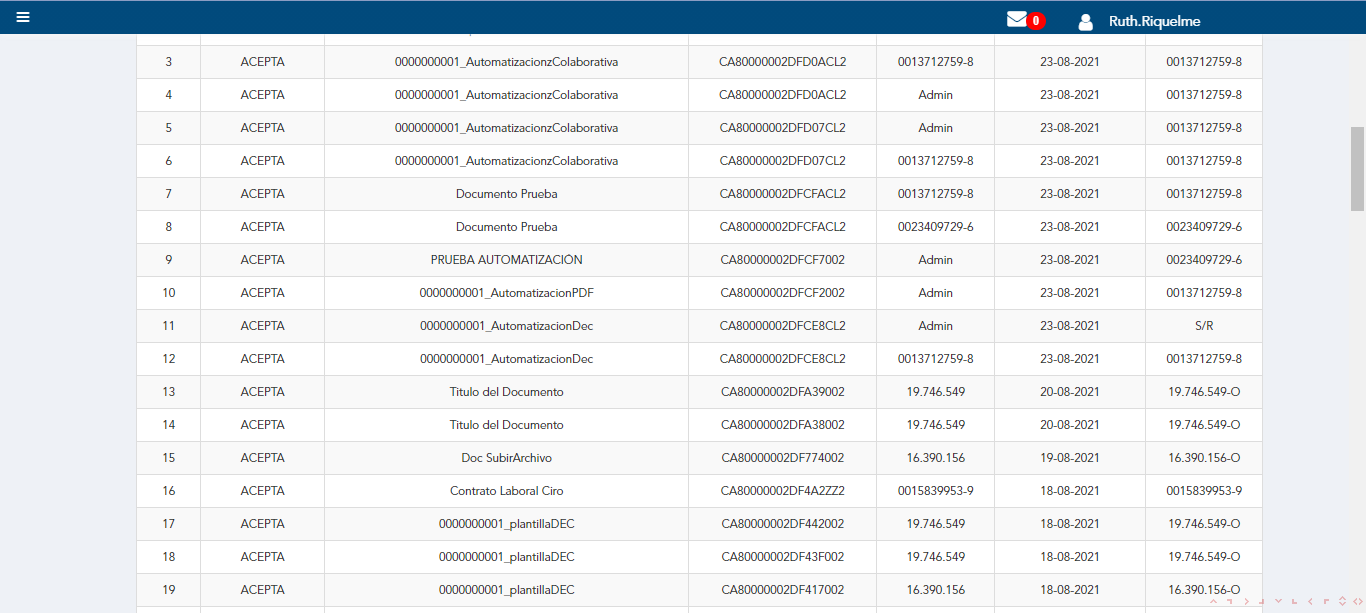 0 Ruth.Riquelme
3 ACEPTA 0000000001_AutomatizacionzColaborativa CA80000002DFD0ACL2 0013712759-8 23-08-2021 0013712759-8
4 ACEPTA 0000000001_AutomatizacionzColaborativa CA80000002DFD0ACL2 Admin 23-08-2021 0013712759-8
5 ACEPTA 0000000001_AutomatizacionzColaborativa CA80000002DFD07CL2 Admin 23-08-2021 0013712759-8
6 ACEPTA 0000000001_AutomatizacionzColaborativa CA80000002DFD07CL2 0013712759-8 23-08-2021 0013712759-8
7 ACEPTA Documento Prueba CA80000002DFCFACL2 0013712759-8 23-08-2021 0013712759-8
8 ACEPTA Documento Prueba CA80000002DFCFACL2 0023409729-6 23-08-2021 0023409729-6
9 ACEPTA PRUEBA AUTOMATIZACIÓN CA80000002DFCF7002 Admin 23-08-2021 0023409729-6
10 ACEPTA 0000000001_AutomatizacionPDF CA80000002DFCF2002 Admin 23-08-2021 0013712759-8
11 ACEPTA 0000000001_AutomatizacionDec CA80000002DFCE8CL2 Admin 23-08-2021 S/R
12 ACEPTA 0000000001_AutomatizacionDec CA80000002DFCE8CL2 0013712759-8 23-08-2021 0013712759-8
13 ACEPTA Titulo del Documento CA80000002DFA39002 19.746.549 20-08-2021 19.746.549-O
14 ACEPTA Titulo del Documento CA80000002DFA38002 19.746.549 20-08-2021 19.746.549-O
15 ACEPTA Doc SubirArchivo CA80000002DF774002 16.390.156 19-08-2021 16.390.156-O
16 ACEPTA Contrato Laboral Ciro CA80000002DF4A2ZZ2 0015839953-9 18-08-2021 0015839953-9
17 ACEPTA 0000000001_plantillaDEC CA80000002DF442002 19.746.549 18-08-2021 19.746.549-O
18 ACEPTA 0000000001_plantillaDEC CA80000002DF43F002 19.746.549 18-08-2021 19.746.549-O
19 ACEPTA 0000000001_plantillaDEC CA80000002DF417002 16.390.156 18-08-2021 16.390.156-O